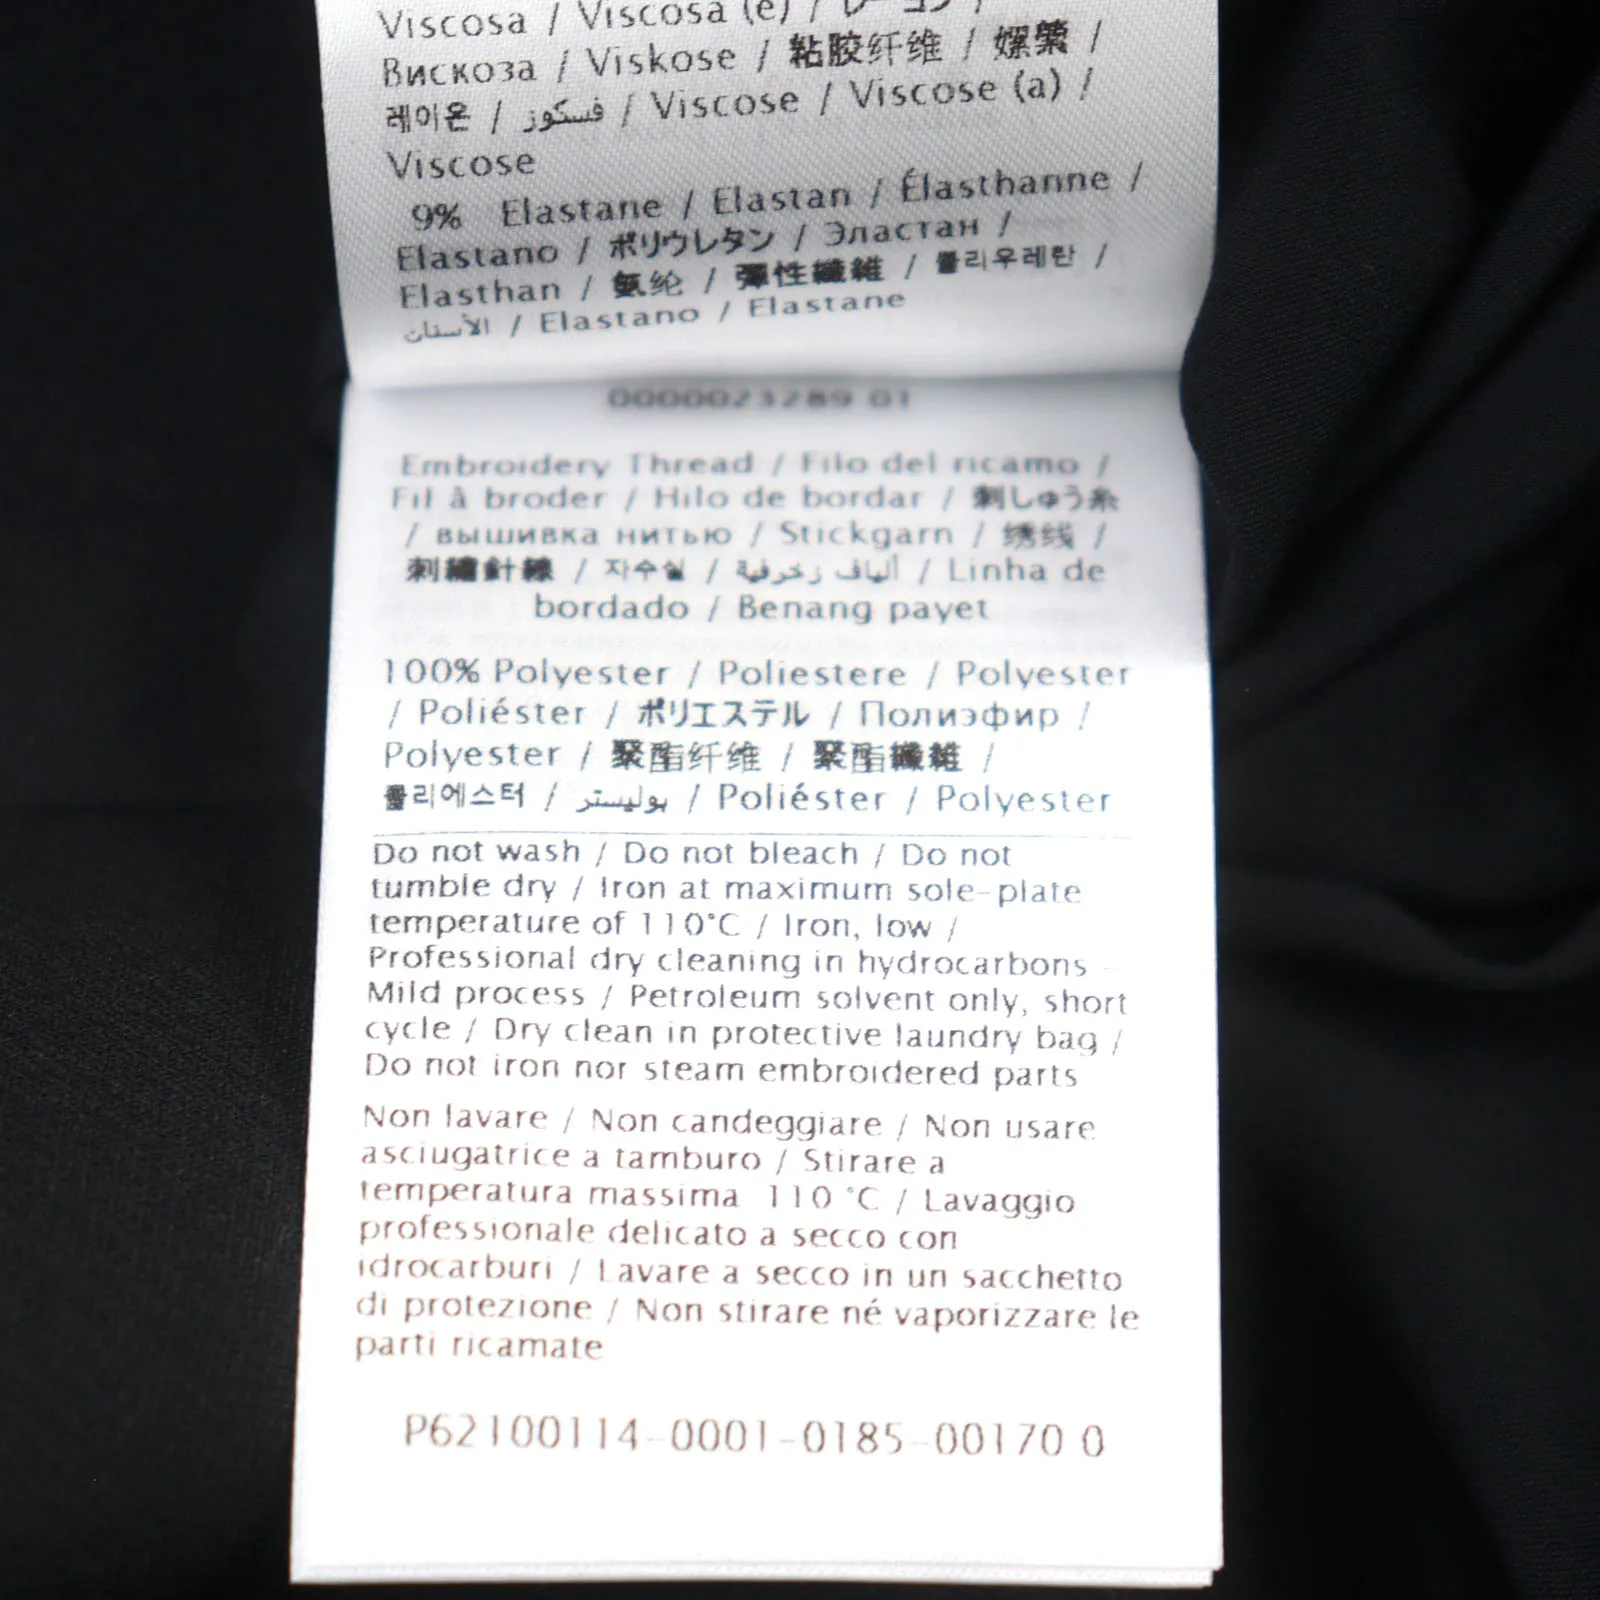 Viscosa / Viscosa (e) / レーヨン /
Вискоза / Viskose / 粘胶纤维 / 嫘縈 /
레이온 / فسكوز / Viscose / Viscose (a) /
Viscose
9% Elastane / Elastan / Élasthanne /
Elastano / ポリウレタン / Эластан /
Elasthan / 氨纶 / 彈性纖維 / 폴리우레탄 /
الأستان / Elastano / Elastane
0000023289 01
Embroidery Thread / Filo del ricamo /
Fil à broder / Hilo de bordar / 刺しゅう糸
/ вышивка нитью / Stickgarn / 绣线 /
刺繡針線 / 자수실 / ألياف زخرفية / Linha de
bordado / Benang payet
100% Polyester / Poliestere / Polyester
/ Poliéster / ポリエステル / Полиэфир /
Polyester / 聚酯纤维 / 聚酯纖維 /
폴리에스터 / بوليستر / Poliéster / Polyester
Do not wash / Do not bleach / Do not
tumble dry / Iron at maximum sole-plate
temperature of 110°C / Iron, low /
Professional dry cleaning in hydrocarbons -
Mild process / Petroleum solvent only, short
cycle / Dry clean in protective laundry bag /
Do not iron nor steam embroidered parts
Non lavare / Non candeggiare / Non usare
asciugatrice a tamburo / Stirare a
temperatura massima 110 °C / Lavaggio
professionale delicato a secco con
idrocarburi / Lavare a secco in un sacchetto
di protezione / Non stirare né vaporizzare le
parti ricamate
P62100114-0001-0185-00170 0